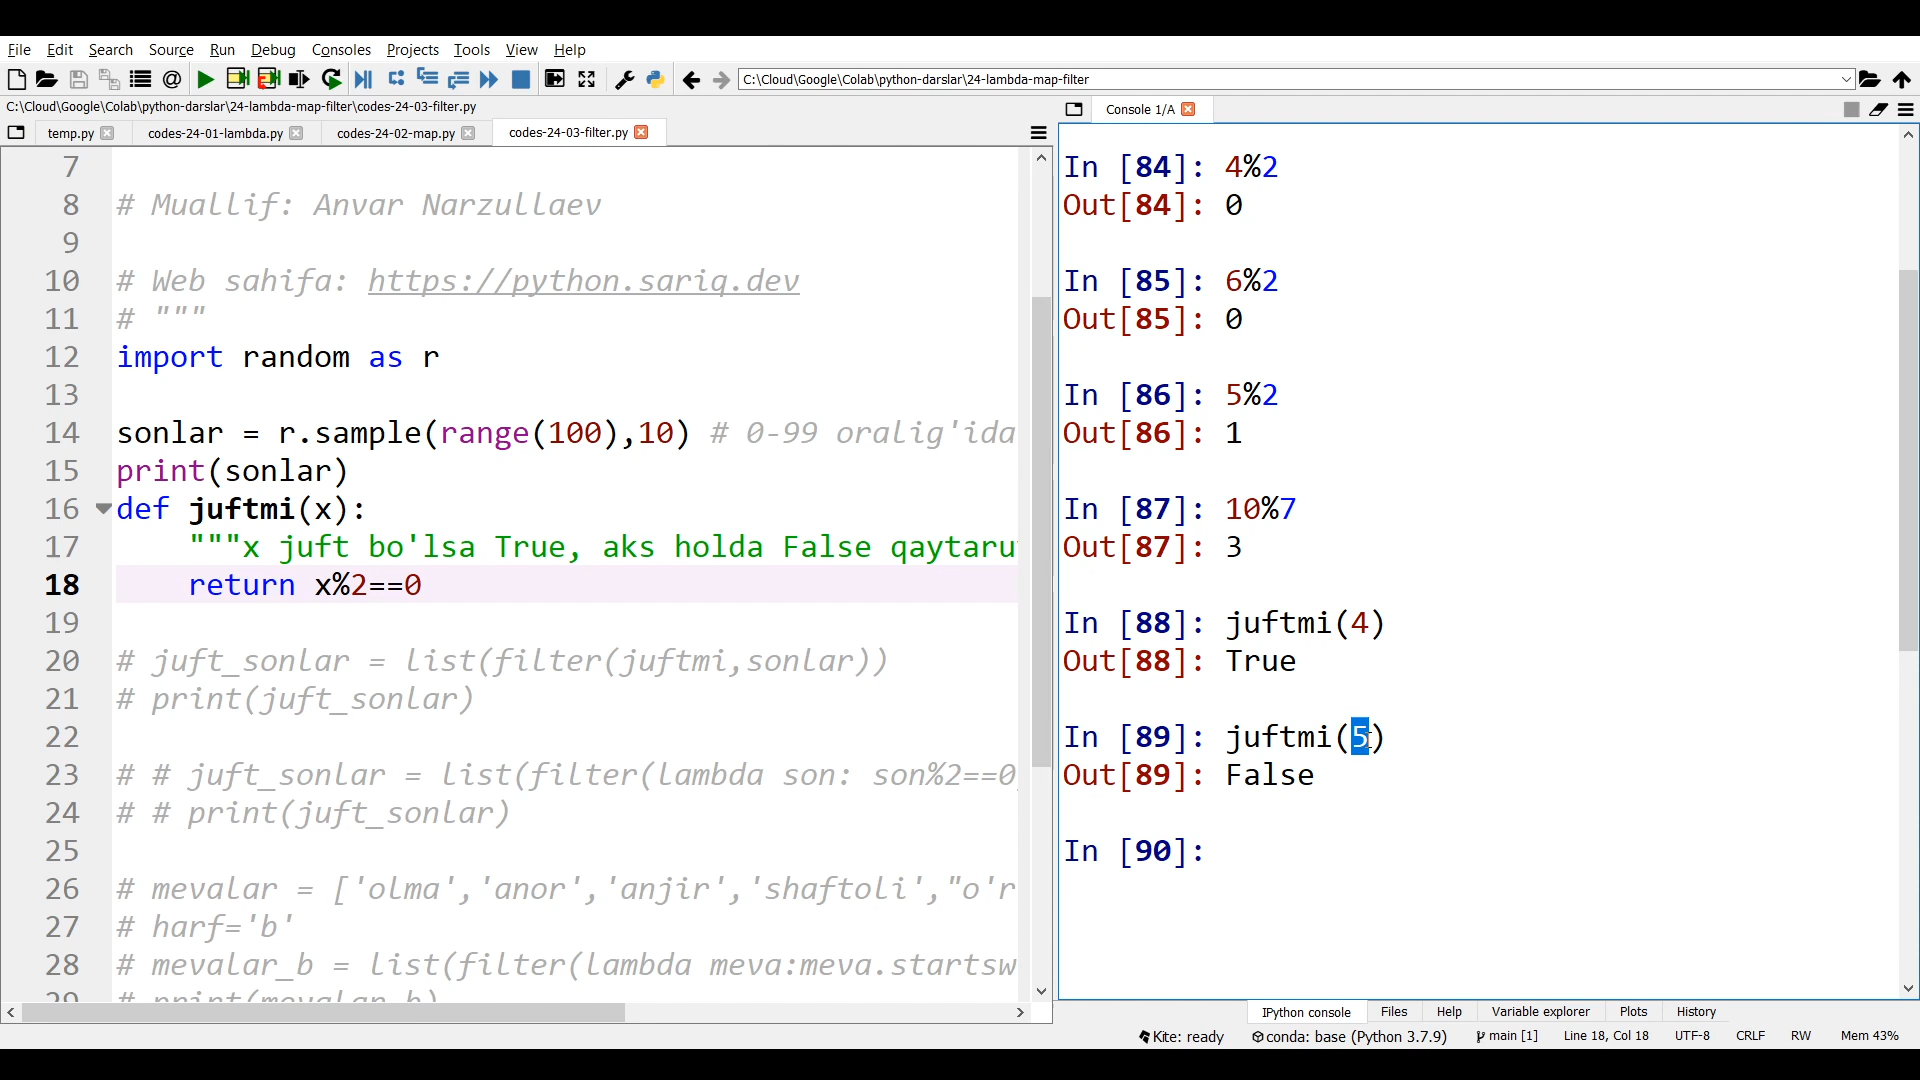 File Edit Search Source Run Debug Consoles Projects Tools View Help
C:\Cloud\Google\Colab\python-darslar\24-lambda-map-filter
C:\Cloud\Google\Colab\python-darslar\24-lambda-map-filter\codes-24-03-filter.py
temp.py codes-24-01-lambda.py codes-24-02-map.py codes-24-03-filter.py
7
8 # Muallif: Anvar Narzullaev
9
10 # Web sahifa: https://python.sariq.dev
11 # """
12 import random as r
13
14 sonlar = r.sample(range(100),10) # 0-99 oralig'ida
15 print(sonlar)
16 def juftmi(x):
17 """x juft bo'lsa True, aks holda False qaytaru
18 return x%2==0
19
20 # juft_sonlar = list(filter(juftmi,sonlar))
21 # print(juft_sonlar)
22
23 # # juft_sonlar = list(filter(lambda son: son%2==0
24 # # print(juft_sonlar)
25
26 # mevalar = ['olma','anor','anjir','shaftoli',"o'r
27 # harf='b'
28 # mevalar_b = list(filter(lambda meva:meva.startsw
29 # print(mevalar_b)
Console 1/A
In [84]: 4%2
Out[84]: 0
In [85]: 6%2
Out[85]: 0
In [86]: 5%2
Out[86]: 1
In [87]: 10%7
Out[87]: 3
In [88]: juftmi(4)
Out[88]: True
In [89]: juftmi(5)
Out[89]: False
In [90]:
IPython console Files Help Variable explorer Plots History
Kite: ready conda: base (Python 3.7.9) main [1] Line 18, Col 18 UTF-8 CRLF RW Mem 43%